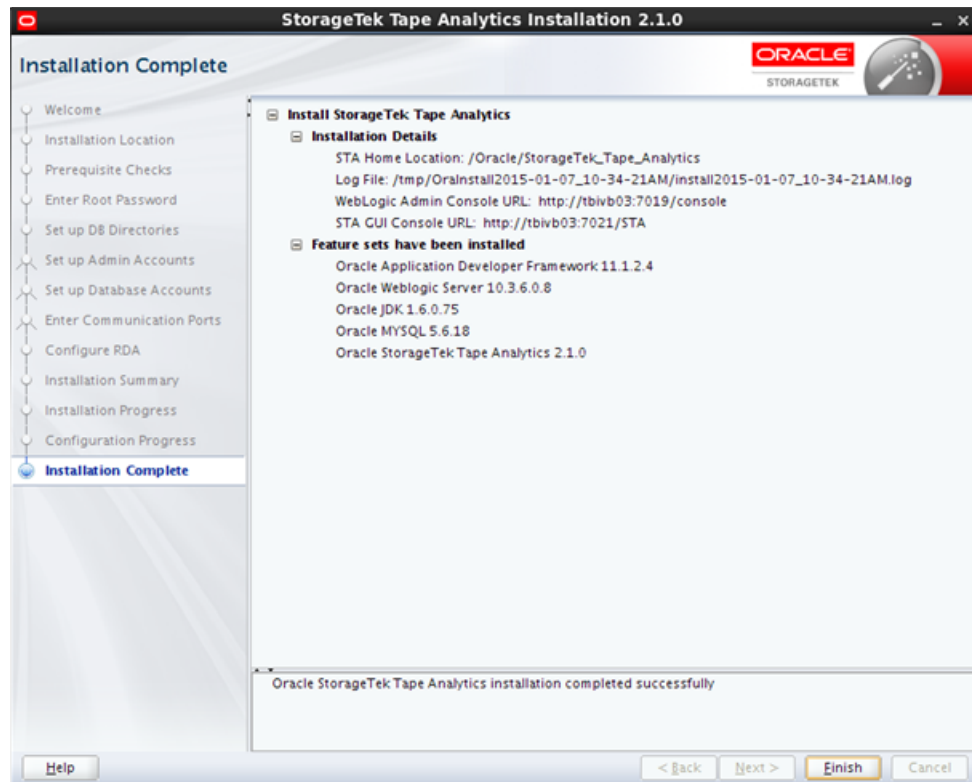 StorageTek Tape Analytics Installation 2.1.0
Installation Complete
ORACLE
STORAGETEK
Welcome
Installation Location
Prerequisite Checks
Enter Root Password
Set up DB Directories
Set up Admin Accounts
Set up Database Accounts
Enter Communication Ports
Configure RDA
Installation Summary
Installation Progress
Configuration Progress
Installation Complete
Install StorageTek Tape Analytics
Installation Details
STA Home Location: /Oracle/StorageTek_Tape_Analytics
Log File: /tmp/OraInstall2015-01-07_10-34-21AM/install2015-01-07_10-34-21AM.log
WebLogic Admin Console URL: http://tbivb03:7019/console
STA GUI Console URL: http://tbivb03:7021/STA
Feature sets have been installed
Oracle Application Developer Framework 11.1.2.4
Oracle Weblogic Server 10.3.6.0.8
Oracle JDK 1.6.0.75
Oracle MYSQL 5.6.18
Oracle StorageTek Tape Analytics 2.1.0
Oracle StorageTek Tape Analytics installation completed successfully
Help
< Back
Next >
Finish
Cancel